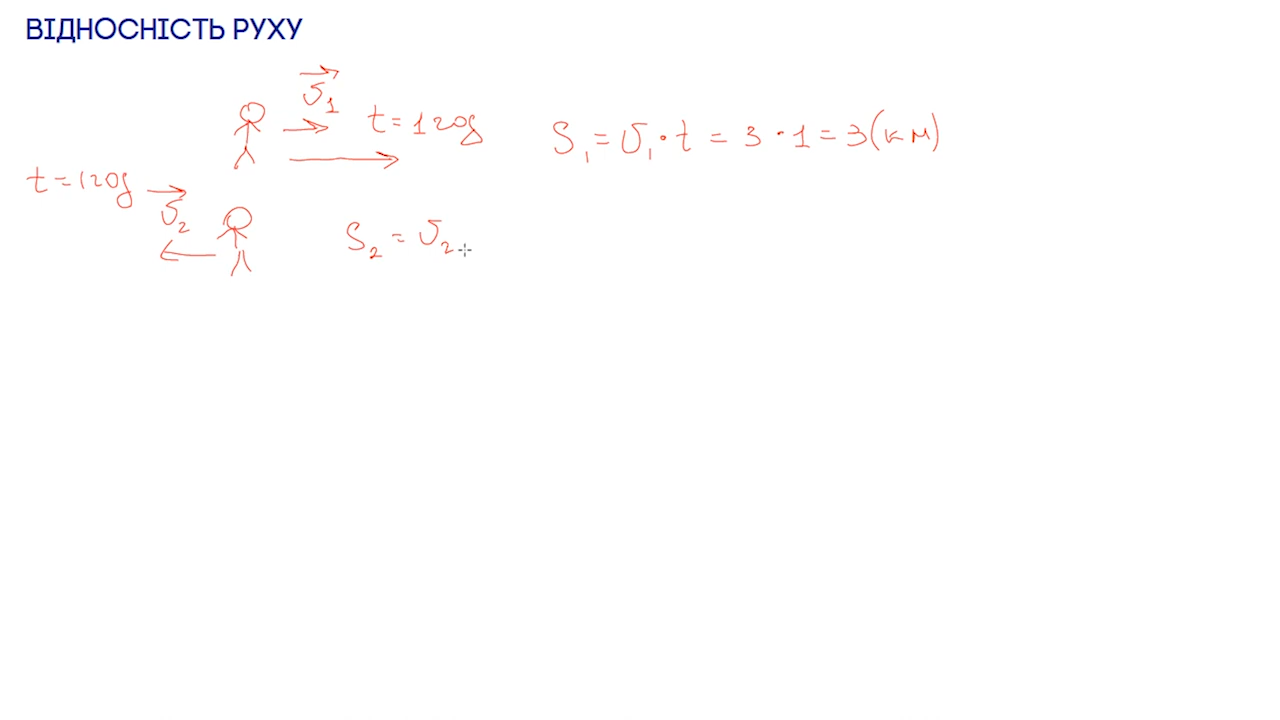 ВІДНОСНІСТЬ РУХУ
v⃗₁
t = 1 год
S₁ = v₁ · t = 3 · 1 = 3 (км)
t = 1 год
v⃗₂
S₂ = v₂